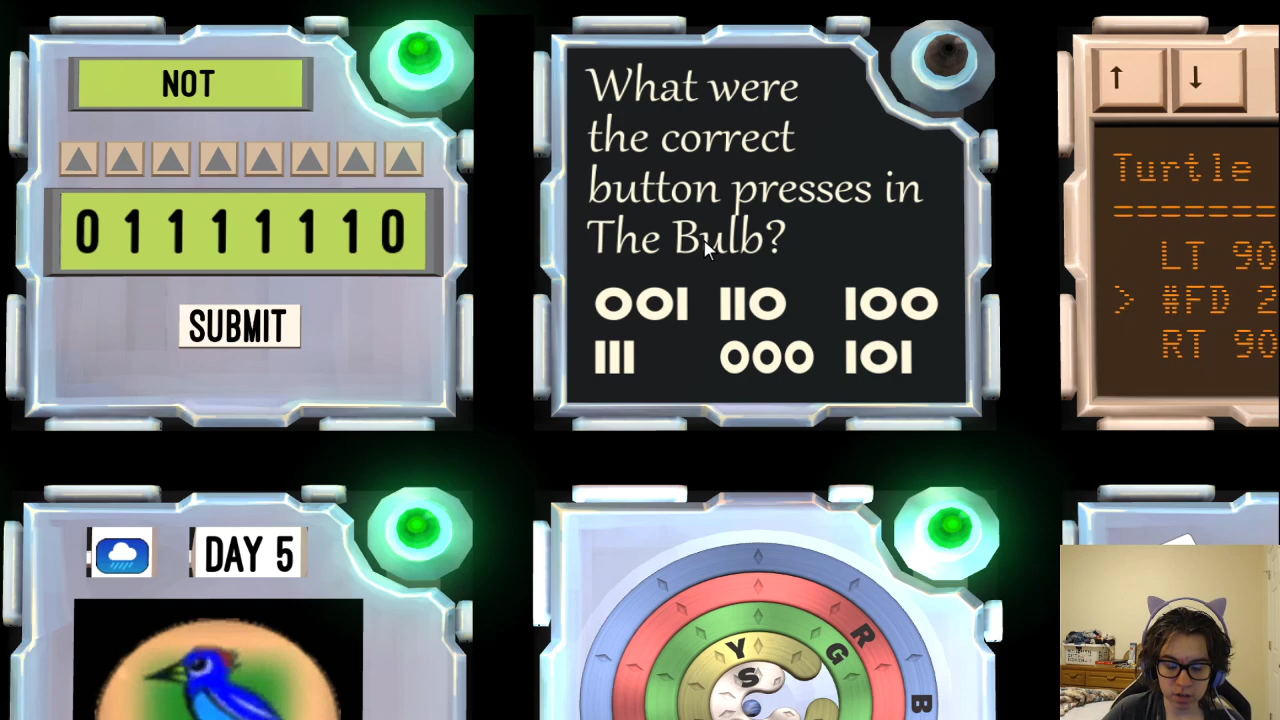 NOT
0 1 1 1 1 1 1 0
SUBMIT
What were
the correct
button presses in
The Bulb?
001 110 100
111 000 101
↑ ↓
Turtle
=======
LT 90
> #FD 2
RT 90
DAY 5
R
Y G
S
B